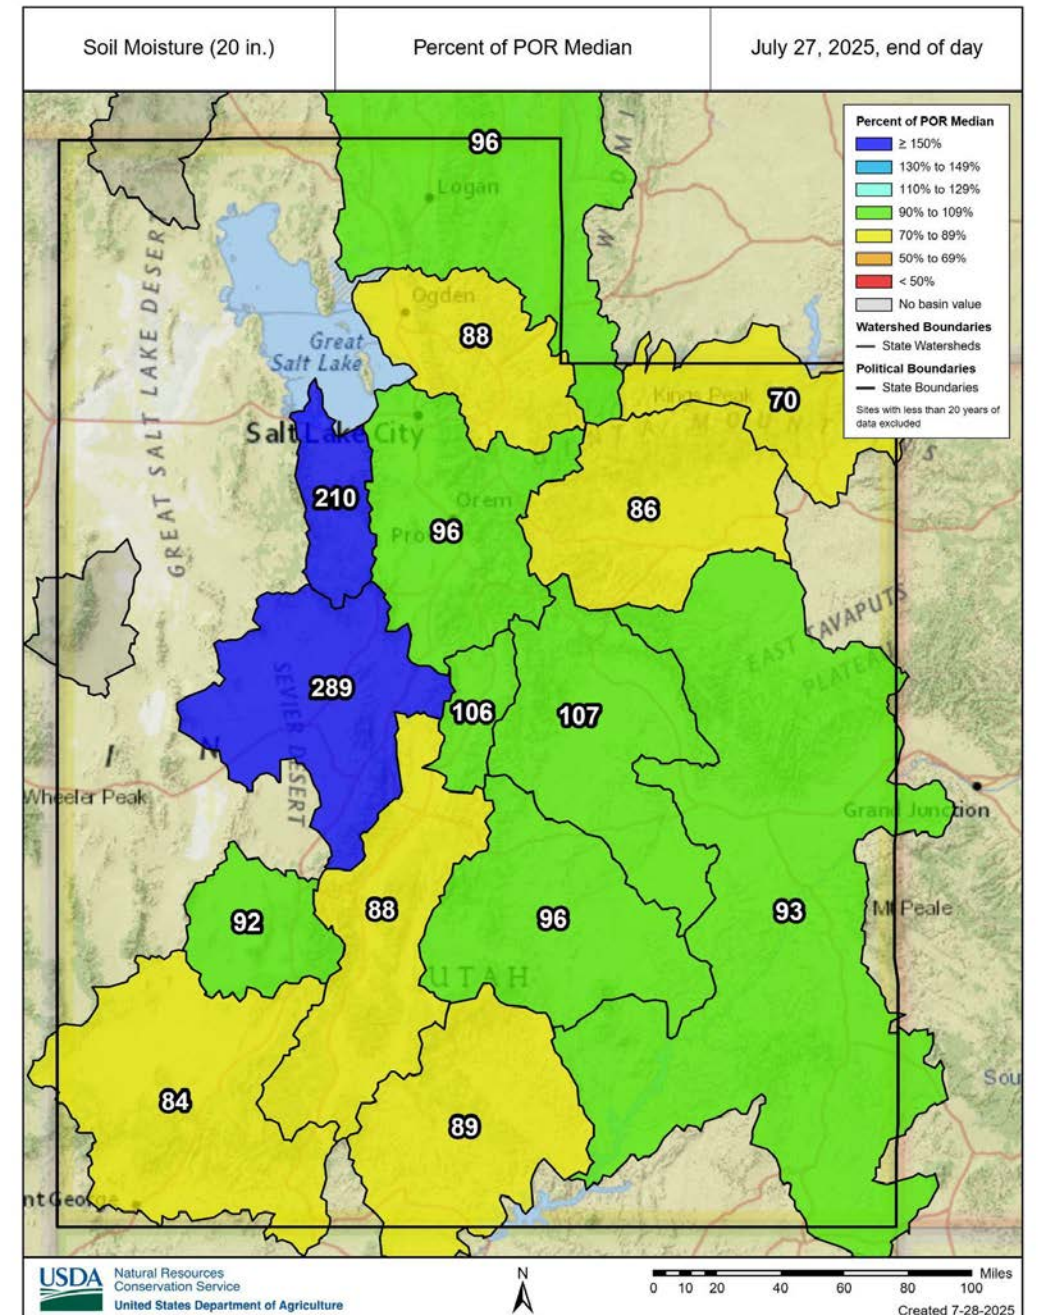 Soil Moisture (20 in.)
Percent of POR Median
July 27, 2025, end of day
Percent of POR Median
≥ 150%
130% to 149%
110% to 129%
90% to 109%
70% to 89%
50% to 69%
< 50%
No basin value
Watershed Boundaries
State Watersheds
Political Boundaries
State Boundaries
Sites with less than 20 years of
data excluded
96
Logan
GREAT SALT LAKE DESER
Ogden
88
Great
Salt Lake
Kings Peak
70
Salt Lake City
210
Orem
96
86
EAST TAVAPUTS
PLATEAU
289
SEVIER DESERT
106
107
Wheeler Peak
Grand Junction
92
88
96
93
Mt Peale
UTAH
84
89
Sou
nt George
USDA
Natural Resources
Conservation Service
United States Department of Agriculture
N
Miles
0 10 20 40 60 80 100
Created 7-28-2025